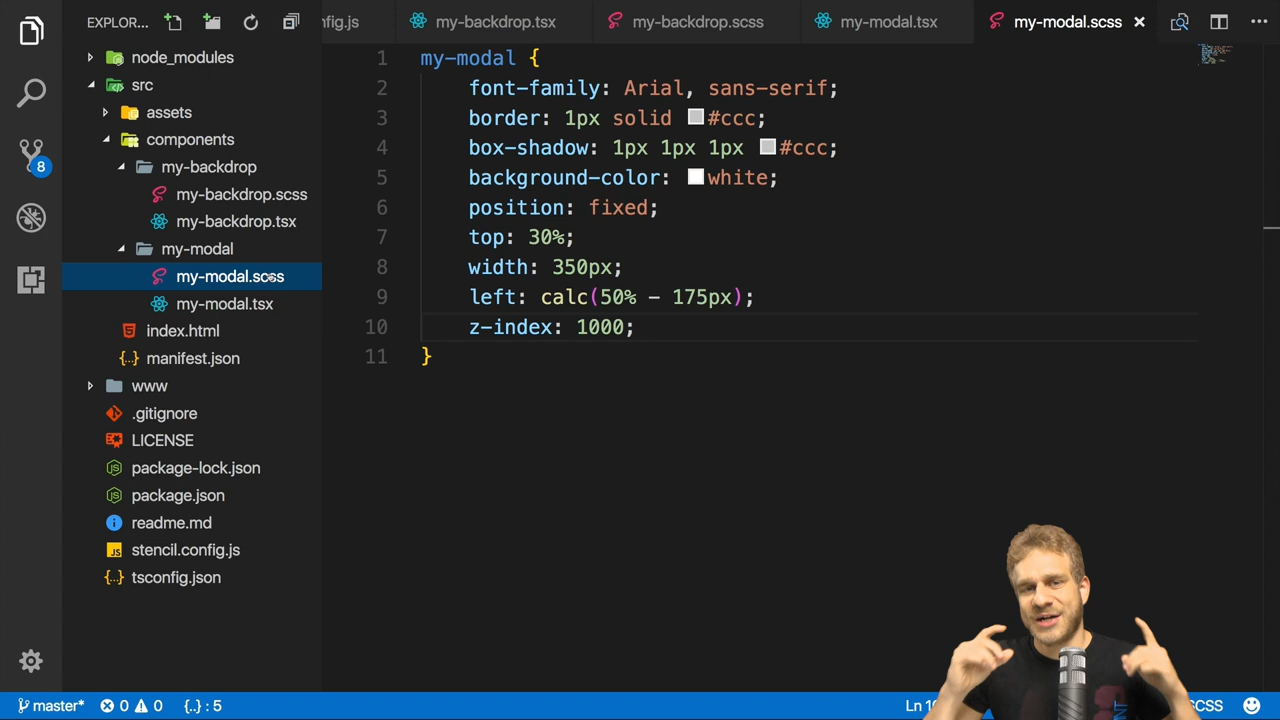 EXPLOR...
nfig.js
my-backdrop.tsx
my-backdrop.scss
my-modal.tsx
my-modal.scss
node_modules
src
assets
components
my-backdrop
my-backdrop.scss
my-backdrop.tsx
my-modal
my-modal.scss
my-modal.tsx
index.html
manifest.json
www
.gitignore
LICENSE
package-lock.json
package.json
readme.md
stencil.config.js
tsconfig.json
8
1 my-modal {
2 font-family: Arial, sans-serif;
3 border: 1px solid #ccc;
4 box-shadow: 1px 1px 1px #ccc;
5 background-color: white;
6 position: fixed;
7 top: 30%;
8 width: 350px;
9 left: calc(50% - 175px);
10 z-index: 1000;
11 }
master* 0 0 {..} : 5
Ln
SCSS